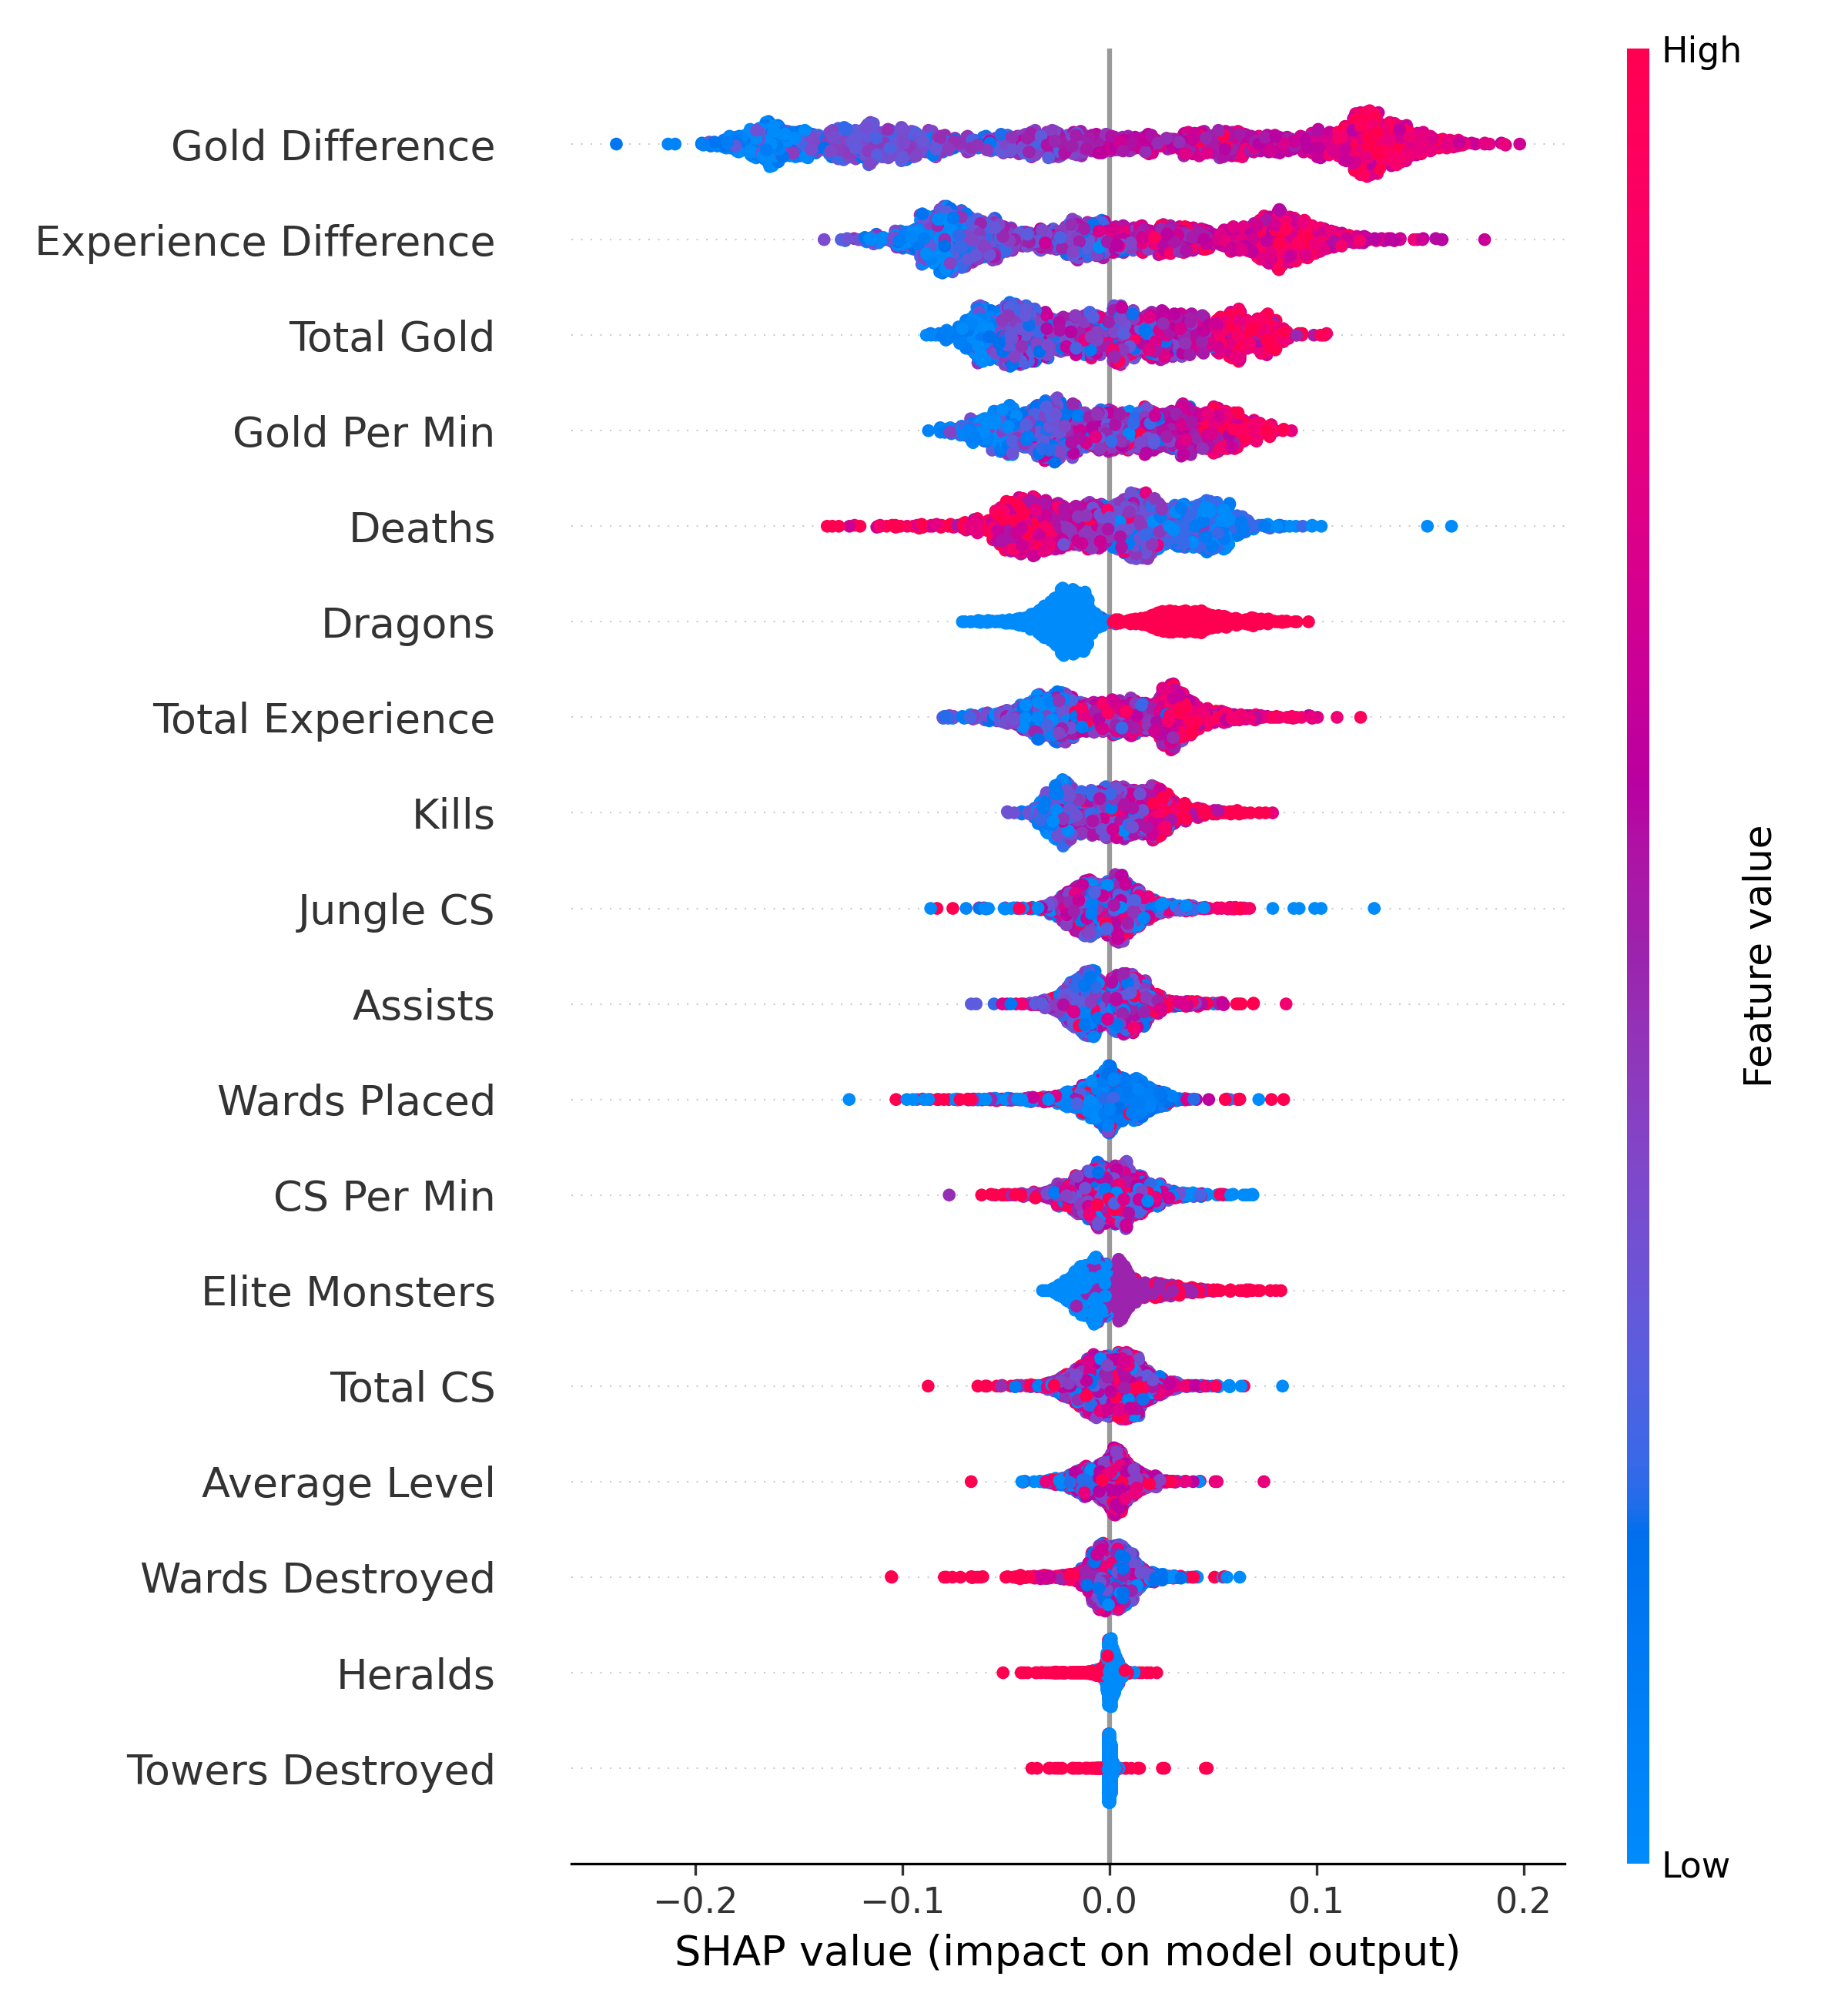 High
Gold Difference
Experience Difference
Total Gold
Gold Per Min
Deaths
Dragons
Total Experience
Kills
Jungle CS
Assists
Wards Placed
CS Per Min
Elite Monsters
Total CS
Average Level
Wards Destroyed
Heralds
Towers Destroyed
Feature value
Low
−0.2 −0.1 0.0 0.1 0.2
SHAP value (impact on model output)